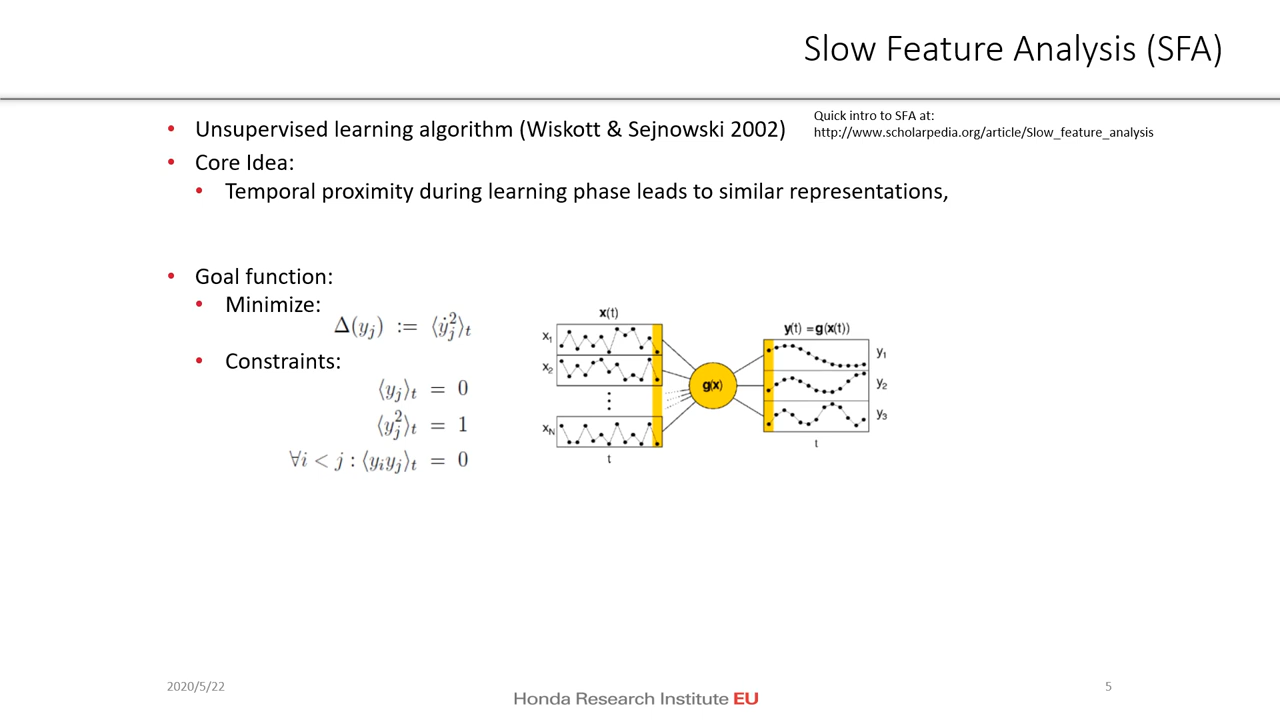 Slow Feature Analysis (SFA)
Unsupervised learning algorithm (Wiskott & Sejnowski 2002)
Quick intro to SFA at:
http://www.scholarpedia.org/article/Slow_feature_analysis
Core Idea:
Temporal proximity during learning phase leads to similar representations,
Goal function:
Minimize:
Δ(y_j) := ⟨ẏ_j²⟩_t
Constraints:
⟨y_j⟩_t = 0
⟨y_j²⟩_t = 1
∀i < j : ⟨y_i y_j⟩_t = 0
x(t)
x₁
x₂
x_N
t
g(x)
y(t) =g(x(t))
y₁
y₂
y₃
t
2020/5/22
Honda Research Institute EU
5